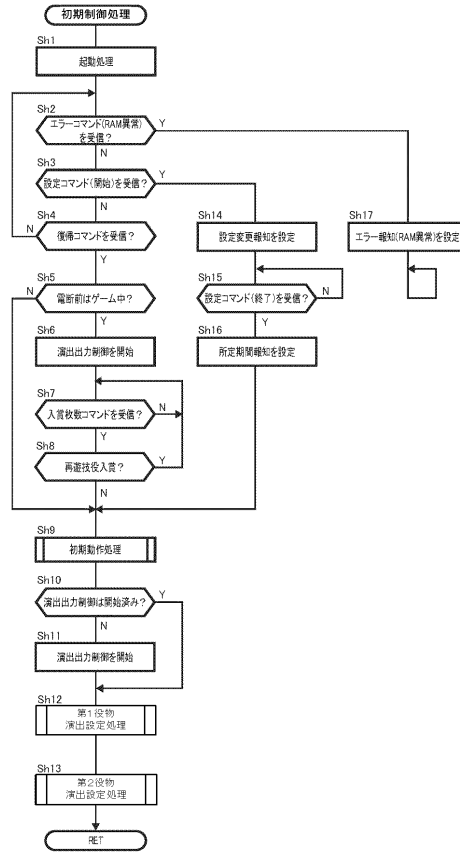 初期制御処理
Sh1
起動処理
Sh2
エラーコマンド(RAM異常)
を受信?
Y
N
Sh3
設定コマンド(開始)を受信?
Y
N
Sh4
復帰コマンドを受信?
N
Y
Sh14
設定変更報知を設定
Sh17
エラー報知(RAM異常)を設定
Sh5
電断前はゲーム中?
N
Y
Sh15
設定コマンド(終了)を受信?
N
Y
Sh6
演出出力制御を開始
Sh16
所定期間報知を設定
Sh7
入賞枚数コマンドを受信?
N
Y
Sh8
再遊技役入賞?
Y
N
Sh9
初期動作処理
Sh10
演出出力制御は開始済み?
Y
N
Sh11
演出出力制御を開始
Sh12
第1役物
演出設定処理
Sh13
第2役物
演出設定処理
RET